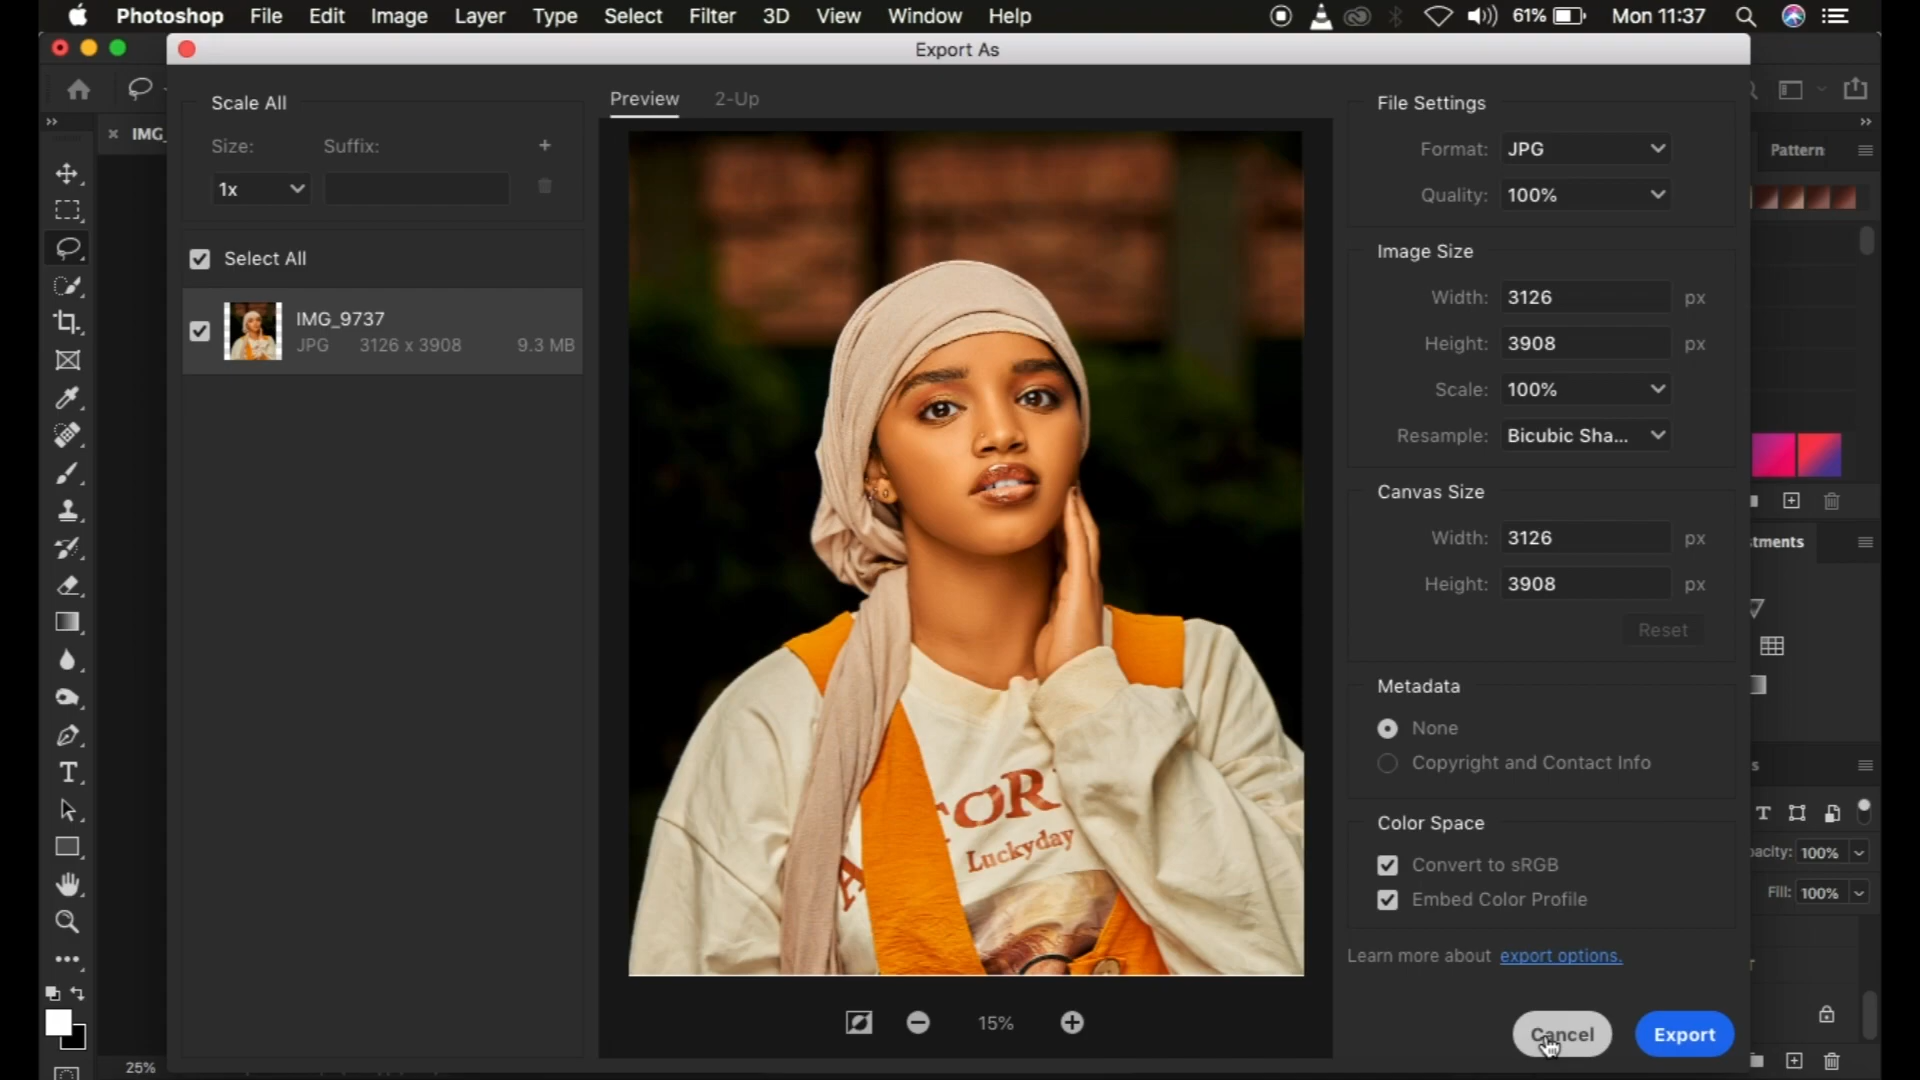 Photoshop File Edit Image Layer Type Select Filter 3D View Window Help 61% Mon 11:37
Export As
IMG_
Scale All
Size: Suffix: +
1x
Select All
IMG_9737
JPG 3126 x 3908 9.3 MB
Preview 2-Up
OR
Luckyday
15%
File Settings
Format: JPG
Quality: 100%
Image Size
Width: 3126 px
Height: 3908 px
Scale: 100%
Resample: Bicubic Sha...
Canvas Size
Width: 3126 px
Height: 3908 px
Reset
Metadata
None
Copyright and Contact Info
Color Space
Convert to sRGB
Embed Color Profile
Learn more about export options.
Cancel Export
Pattern
stments
s
pacity: 100%
Fill: 100%
25%